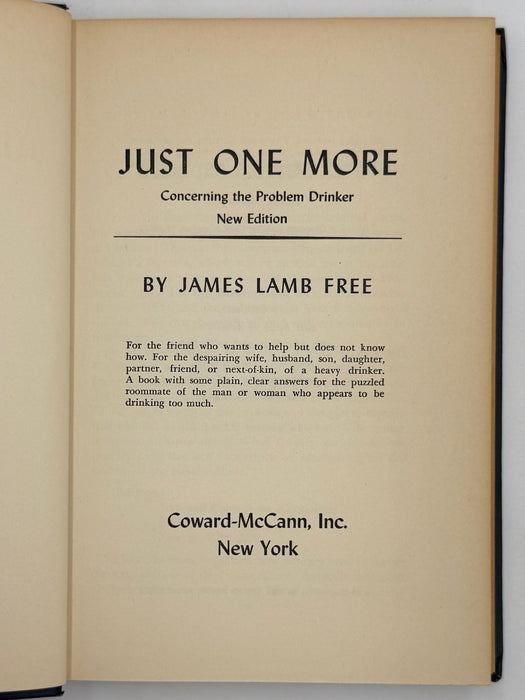 JUST ONE MORE
Concerning the Problem Drinker
New Edition
BY JAMES LAMB FREE
For the friend who wants to help but does not know
how. For the despairing wife, husband, son, daughter,
partner, friend, or next-of-kin, of a heavy drinker.
A book with some plain, clear answers for the puzzled
roommate of the man or woman who appears to be
drinking too much.
Coward-McCann, Inc.
New York